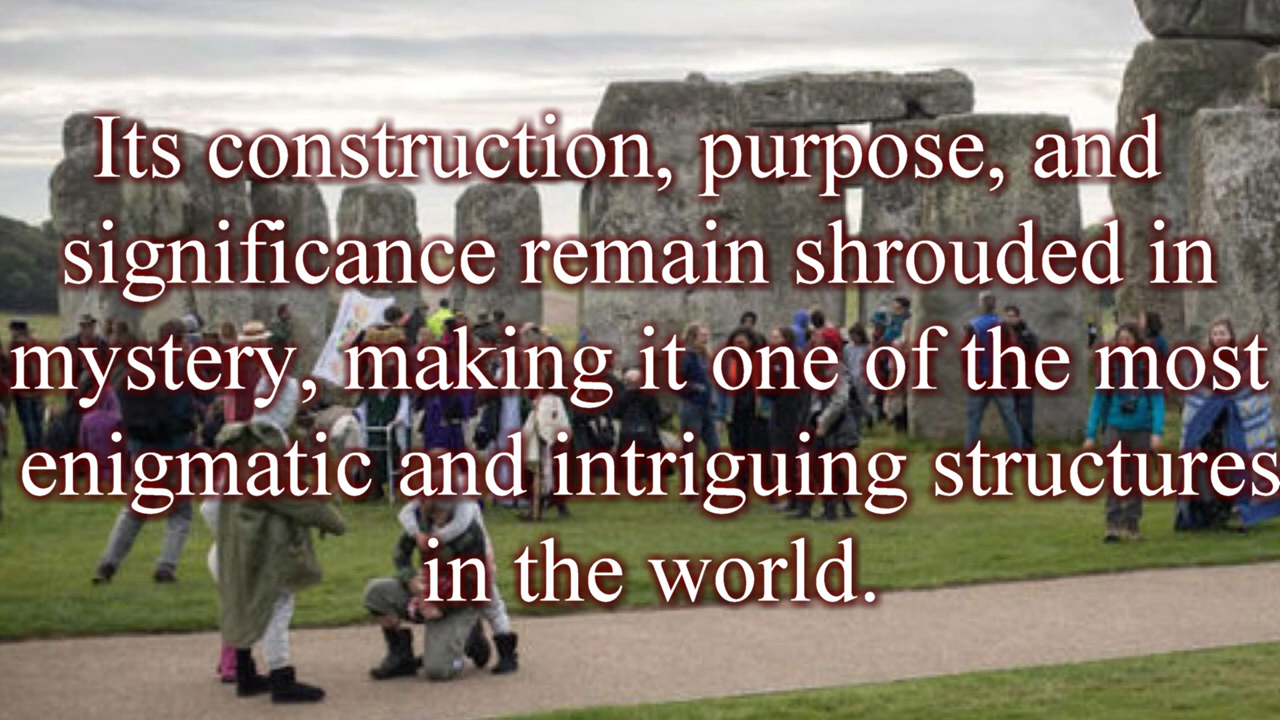 Its construction, purpose, and
significance remain shrouded in
mystery, making it one of the most
enigmatic and intriguing structures
in the world.